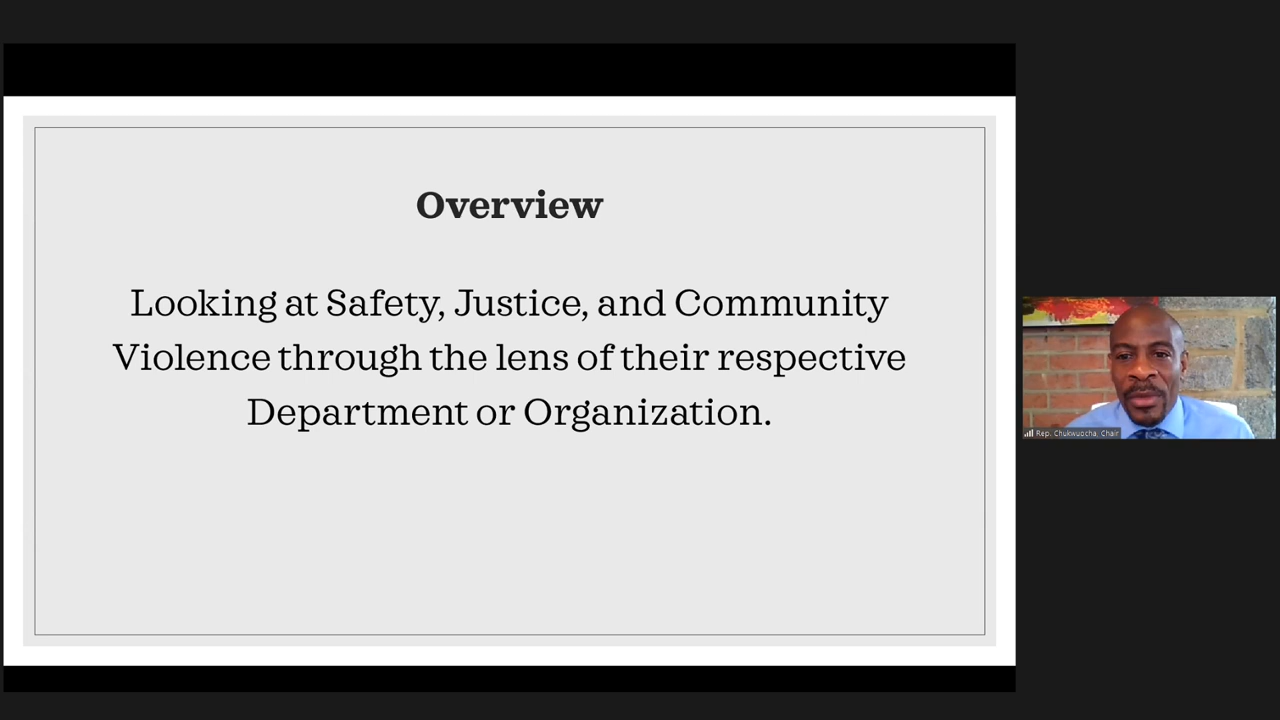 Overview
Looking at Safety, Justice, and Community
Violence through the lens of their respective
Department or Organization.
Rep. Chukwuocha, Chair